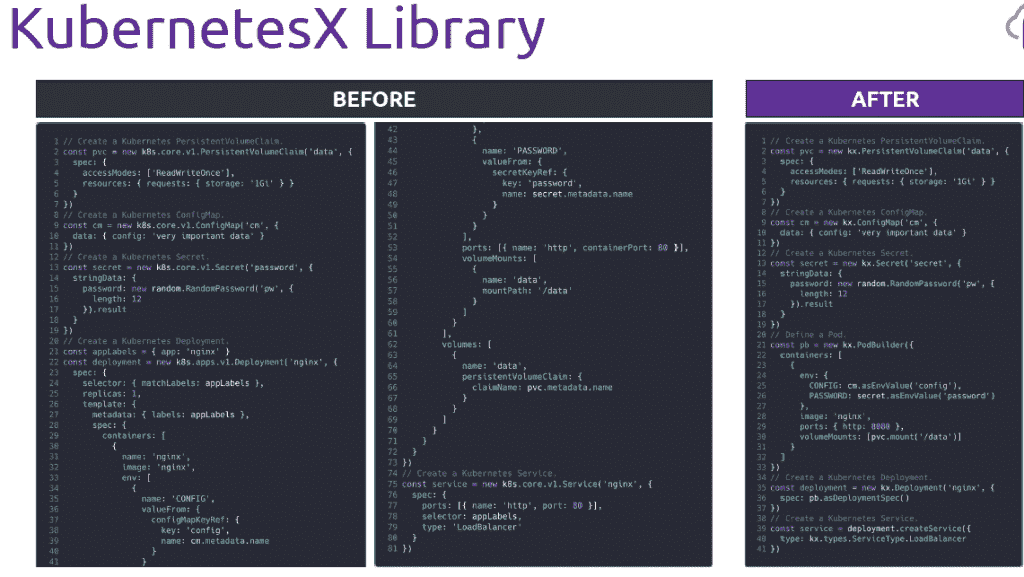 KubernetesX Library
BEFORE
1 // Create a Kubernetes PersistentVolumeClaim.
2 const pvc = new k8s.core.v1.PersistentVolumeClaim('data', {
3 spec: {
4 accessModes: ['ReadWriteOnce'],
5 resources: { requests: { storage: '1Gi' } }
6 }
7 })
8 // Create a Kubernetes ConfigMap.
9 const cm = new k8s.core.v1.ConfigMap('cm', {
10 data: { config: 'very important data' }
11 })
12 // Create a Kubernetes Secret.
13 const secret = new k8s.core.v1.Secret('password', {
14 stringData: {
15 password: new random.RandomPassword('pw', {
16 length: 12
17 }).result
18 }
19 })
20 // Create a Kubernetes Deployment.
21 const appLabels = { app: 'nginx' }
22 const deployment = new k8s.apps.v1.Deployment('nginx', {
23 spec: {
24 selector: { matchLabels: appLabels },
25 replicas: 1,
26 template: {
27 metadata: { labels: appLabels },
28 spec: {
29 containers: [
30 {
31 name: 'nginx',
32 image: 'nginx',
33 env: [
34 {
35 name: 'CONFIG',
36 valueFrom: {
37 configMapKeyRef: {
38 key: 'config',
39 name: cm.metadata.name
40 }
41 }
42 },
43 {
44 name: 'PASSWORD',
45 valueFrom: {
46 secretKeyRef: {
47 key: 'password',
48 name: secret.metadata.name
49 }
50 }
51 }
52 ],
53 ports: [{ name: 'http', containerPort: 80 }],
54 volumeMounts: [
55 {
56 name: 'data',
57 mountPath: '/data'
58 }
59 ]
60 }
61 ],
62 volumes: [
63 {
64 name: 'data',
65 persistentVolumeClaim: {
66 claimName: pvc.metadata.name
67 }
68 }
69 ]
70 }
71 }
72 }
73 })
74 // Create a Kubernetes Service.
75 const service = new k8s.core.v1.Service('nginx', {
76 spec: {
77 ports: [{ name: 'http', port: 80 }],
78 selector: appLabels,
79 type: 'LoadBalancer'
80 }
81 })
AFTER
1 // Create a Kubernetes PersistentVolumeClaim.
2 const pvc = new kx.PersistentVolumeClaim('data', {
3 spec: {
4 accessModes: ['ReadWriteOnce'],
5 resources: { requests: { storage: '1Gi' } }
6 }
7 })
8 // Create a Kubernetes ConfigMap.
9 const cm = new kx.ConfigMap('cm', {
10 data: { config: 'very important data' }
11 })
12 // Create a Kubernetes Secret.
13 const secret = new kx.Secret('secret', {
14 stringData: {
15 password: new random.RandomPassword('pw', {
16 length: 12
17 }).result
18 }
19 })
20 // Define a Pod.
21 const pb = new kx.PodBuilder({
22 containers: [
23 {
24 env: {
25 CONFIG: cm.asEnvValue('config'),
26 PASSWORD: secret.asEnvValue('password')
27 },
28 image: 'nginx',
29 ports: { http: 8080 },
30 volumeMounts: [pvc.mount('/data')]
31 }
32 ]
33 })
34 // Create a Kubernetes Deployment.
35 const deployment = new kx.Deployment('nginx', {
36 spec: pb.asDeploymentSpec()
37 })
38 // Create a Kubernetes Service.
39 const service = deployment.createService({
40 type: kx.types.ServiceType.LoadBalancer
41 })